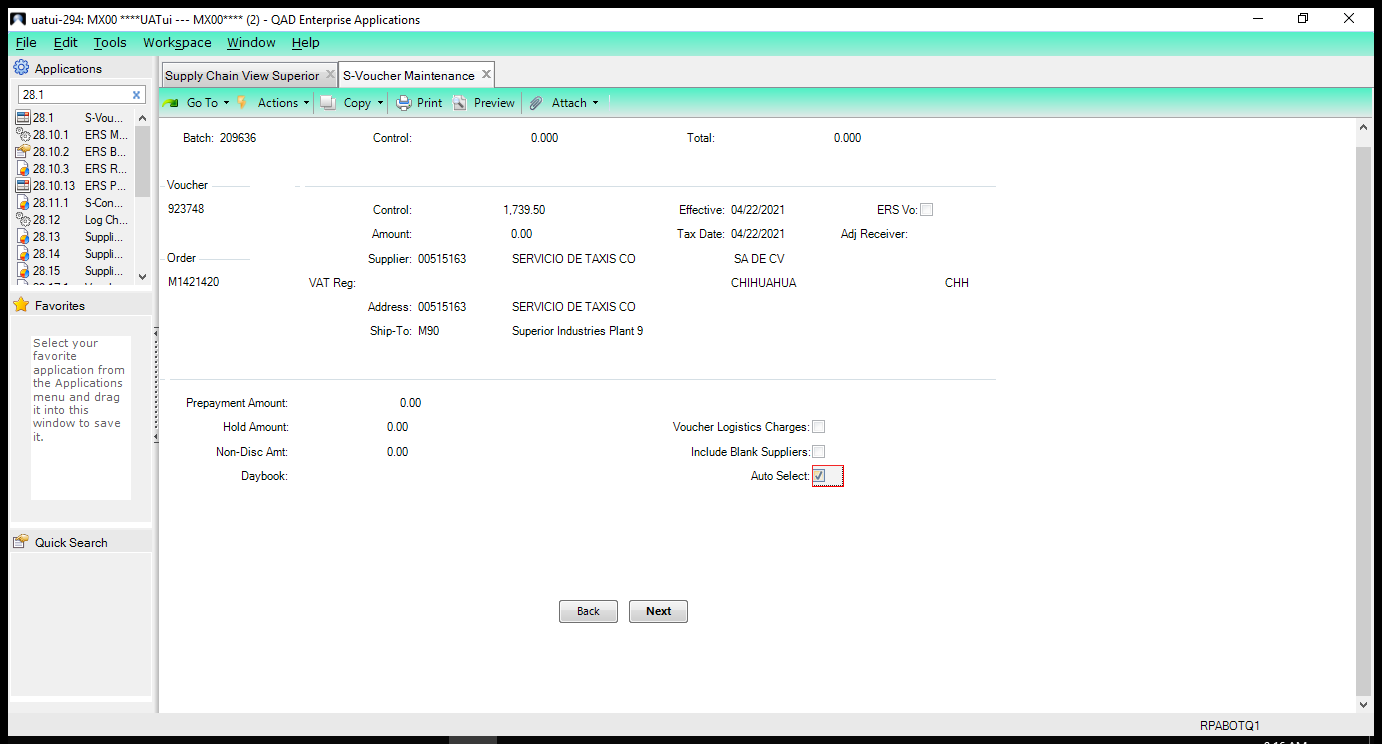 uatui-294: MX00 ****UATui --- MX00**** (2) - QAD Enterprise Applications
File Edit Tools Workspace Window Help
Applications
28.1
28.1 S-Vou...
28.10.1 ERS M...
28.10.2 ERS B...
28.10.3 ERS R...
28.10.13 ERS P...
28.11.1 S-Con...
28.12 Log Ch...
28.13 Suppli...
28.14 Suppli...
28.15 Suppli...
Favorites
Select your
favorite
application from
the Applications
menu and drag
it into this
window to save
it.
Quick Search
Supply Chain View Superior S-Voucher Maintenance
Go To Actions Copy Print Preview Attach
Batch: 209636 Control: 0.000 Total: 0.000
Voucher
923748 Control: 1,739.50 Effective: 04/22/2021 ERS Vo:
Amount: 0.00 Tax Date: 04/22/2021 Adj Receiver:
Order Supplier: 00515163 SERVICIO DE TAXIS CO SA DE CV
M1421420 VAT Reg: CHIHUAHUA CHH
Address: 00515163 SERVICIO DE TAXIS CO
Ship-To: M90 Superior Industries Plant 9
Prepayment Amount: 0.00
Hold Amount: 0.00 Voucher Logistics Charges:
Non-Disc Amt: 0.00 Include Blank Suppliers:
Daybook: Auto Select:
Back Next
RPABOTQ1